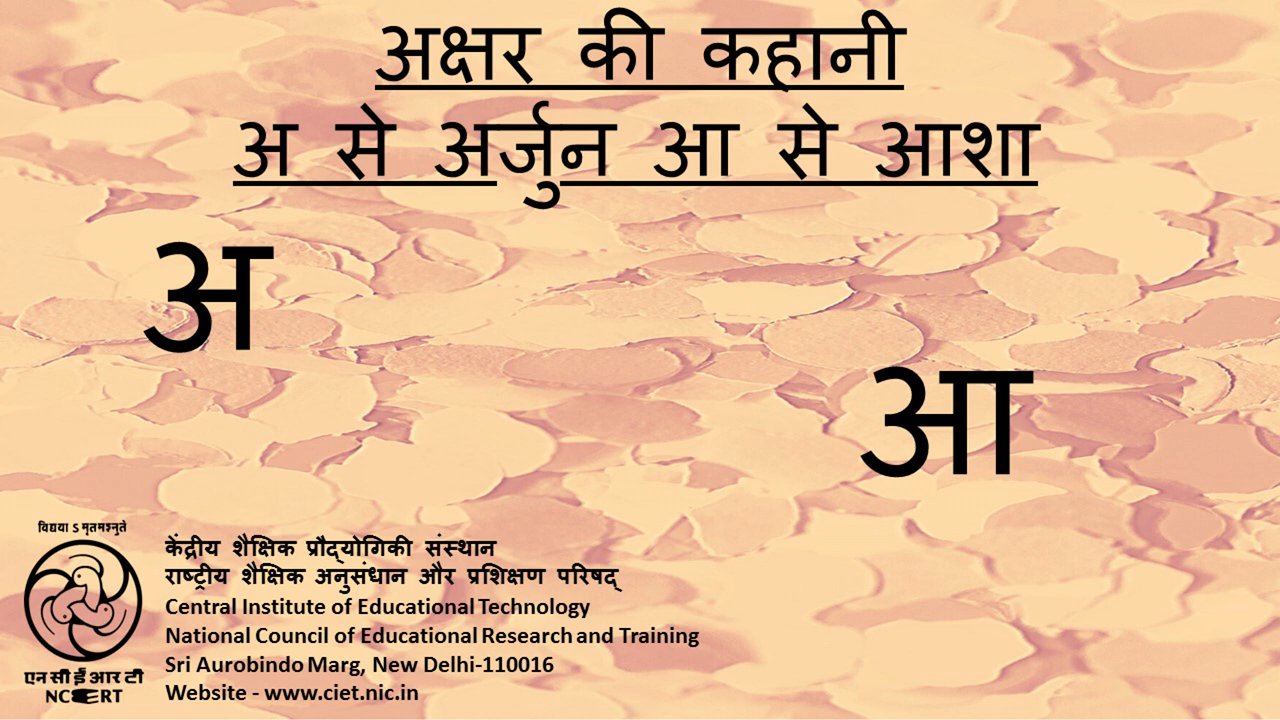 अक्षर की कहानी
अ से अर्जुन आ से आशा
अ
आ
विद्यया ऽ मृतमश्नुते
एन सी ई आर टी
NCERT
केंद्रीय शैक्षिक प्रौद्योगिकी संस्थान
राष्ट्रीय शैक्षिक अनुसंधान और प्रशिक्षण परिषद्
Central Institute of Educational Technology
National Council of Educational Research and Training
Sri Aurobindo Marg, New Delhi-110016
Website - www.ciet.nic.in